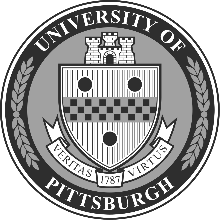 UNIVERSITY OF
PITTSBURGH
VERITAS 1787 VIRTUS